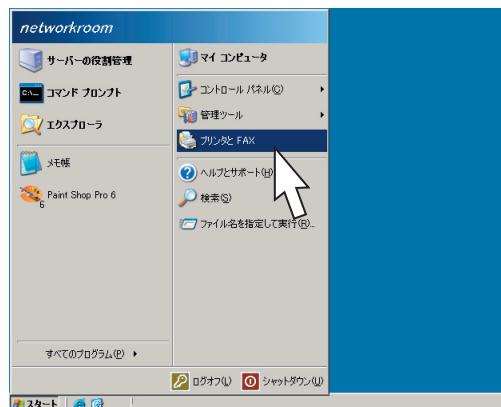 networkroom
サーバーの役割管理
コマンド プロンプト
エクスプローラ
メモ帳
Paint Shop Pro 6
すべてのプログラム(P)
マイ コンピュータ
コントロール パネル(C)
管理ツール
プリンタと FAX
ヘルプとサポート(H)
検索(S)
ファイル名を指定して実行(R)...
ログオフ(L)
シャットダウン(U)
スタート